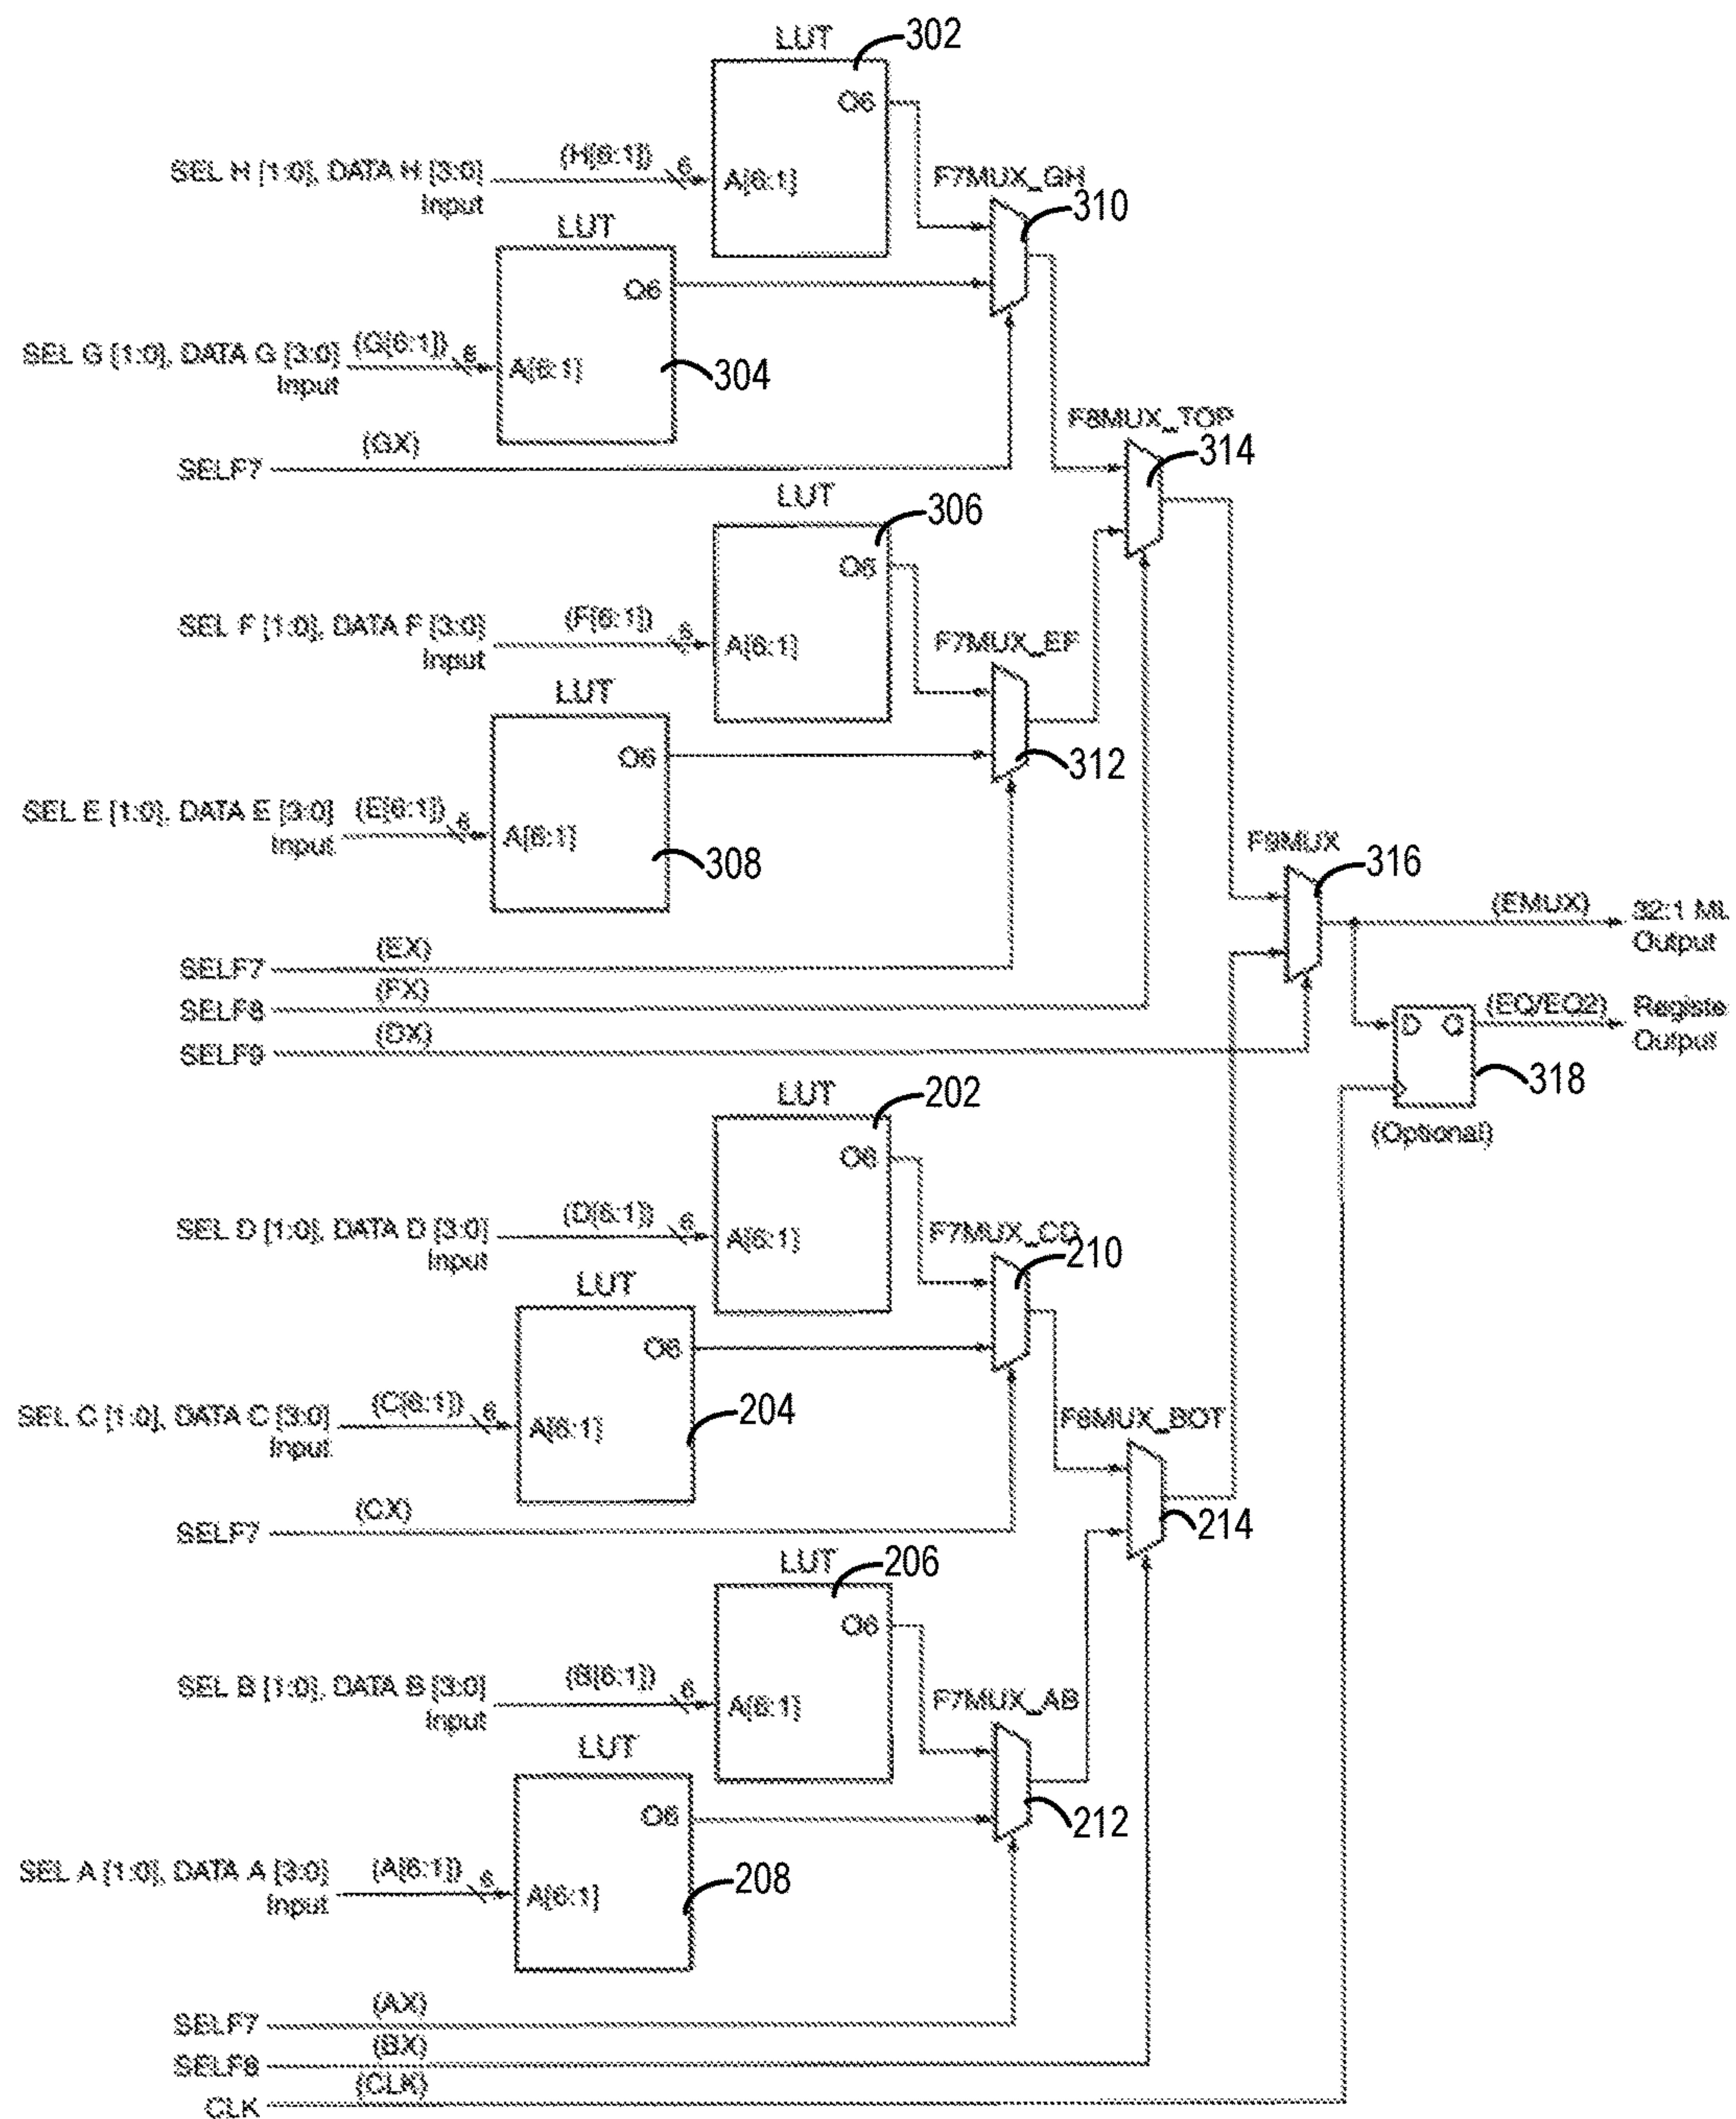 LUT
302
O6
(H[6:1])
6
SEL H [1:0], DATA H [3:0]
Input
A[6:1]
F7MUX_GH
310
LUT
O6
(G[6:1])
6
SEL G [1:0], DATA G [3:0]
Input
A[6:1]
304
F8MUX_TOP
314
(GX)
SELF7
LUT
306
O6
(F[6:1])
6
SEL F [1:0], DATA F [3:0]
Input
A[6:1]
F7MUX_EF
312
LUT
O6
(E[6:1])
6
SEL E [1:0], DATA E [3:0]
Input
A[6:1]
308
F9MUX
316
(EMUX)
32:1 MU
Output
(EX)
SELF7
(FX)
SELF8
(DX)
SELF9
D Q
(EQ/EQ2)
Registe
Output
318
(Optional)
LUT
202
O6
(D[6:1])
6
SEL D [1:0], DATA D [3:0]
Input
A[6:1]
F7MUX_CD
210
LUT
O6
(C[6:1])
6
SEL C [1:0], DATA C [3:0]
Input
A[6:1]
204
F8MUX_BOT
214
(CX)
SELF7
LUT
206
O6
(B[6:1])
6
SEL B [1:0], DATA B [3:0]
Input
A[6:1]
F7MUX_AB
212
LUT
O6
(A[6:1])
6
SEL A [1:0], DATA A [3:0]
Input
A[6:1]
208
(AX)
SELF7
(BX)
SELF8
(CLK)
CLK